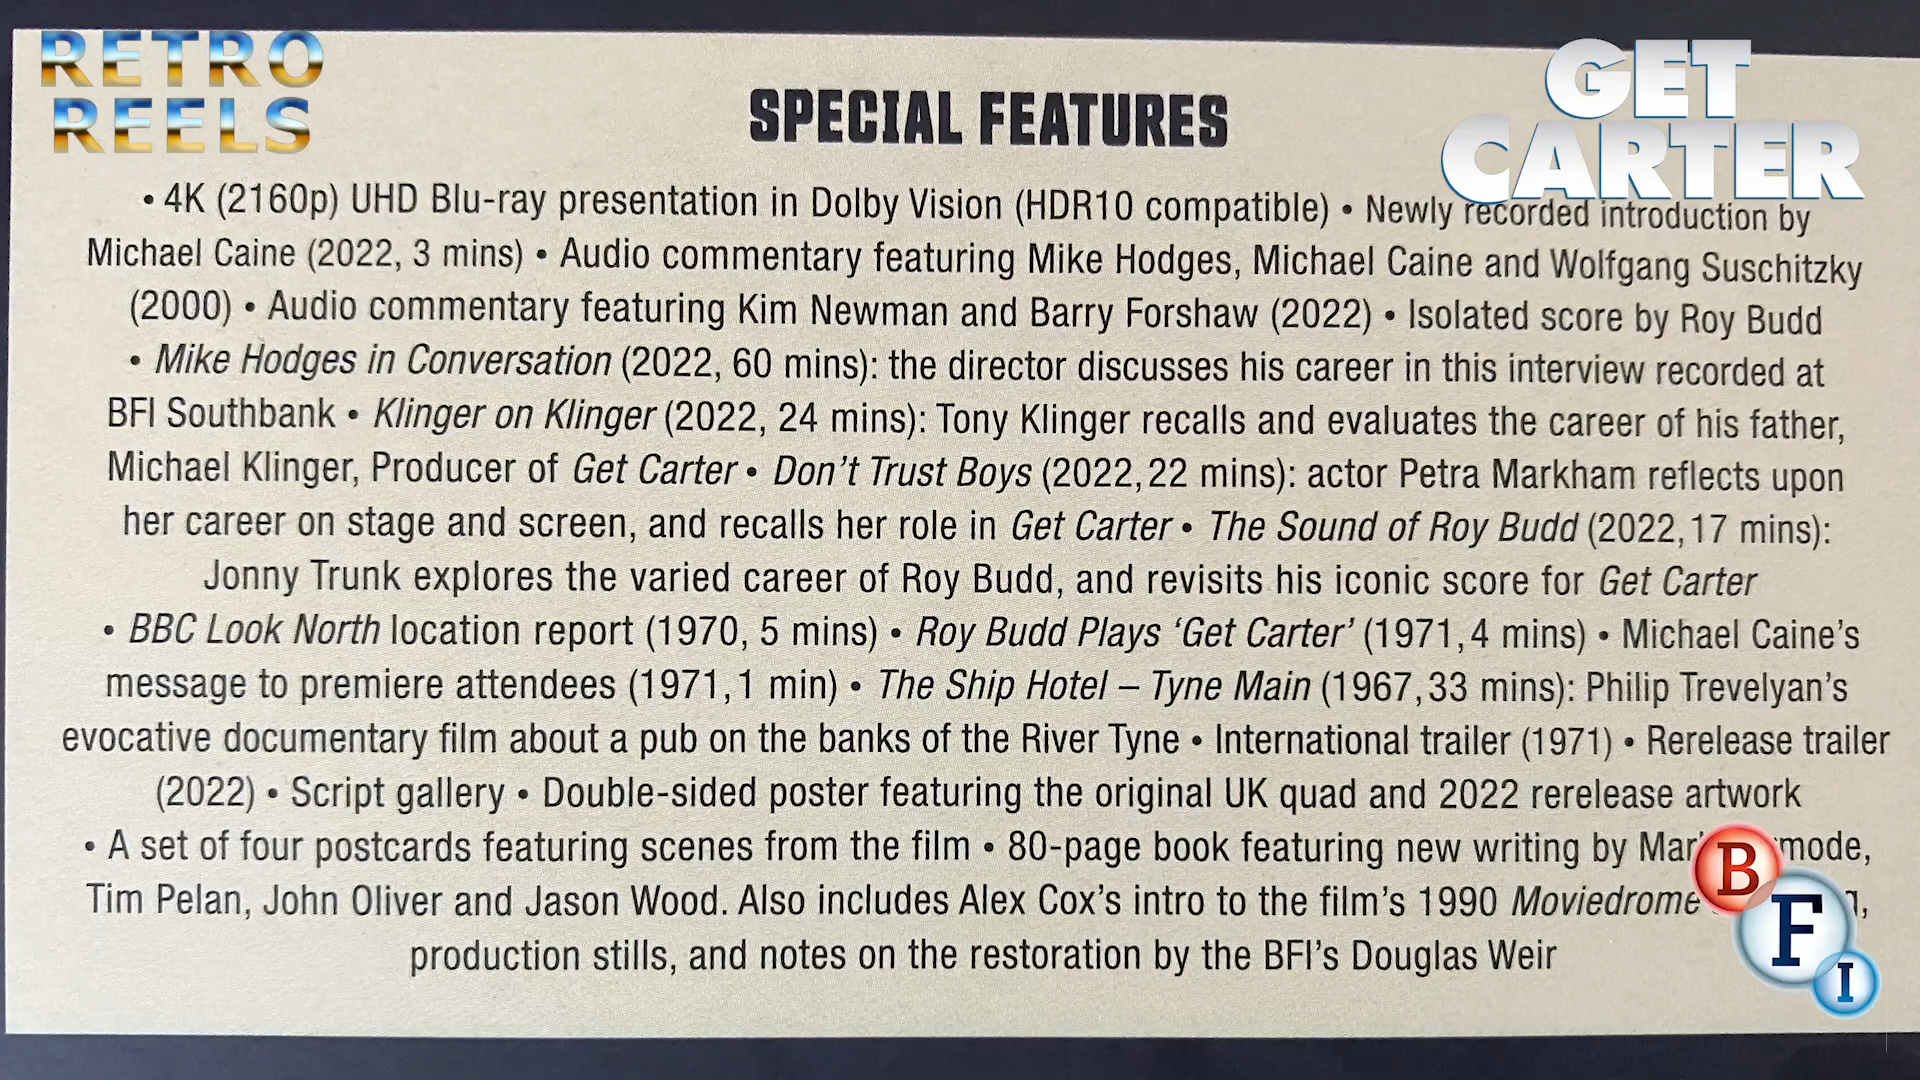 RETRO
REELS
GET
CARTER
SPECIAL FEATURES
• 4K (2160p) UHD Blu-ray presentation in Dolby Vision (HDR10 compatible) • Newly recorded introduction by
Michael Caine (2022, 3 mins) • Audio commentary featuring Mike Hodges, Michael Caine and Wolfgang Suschitzky
(2000) • Audio commentary featuring Kim Newman and Barry Forshaw (2022) • Isolated score by Roy Budd
• Mike Hodges in Conversation (2022, 60 mins): the director discusses his career in this interview recorded at
BFI Southbank • Klinger on Klinger (2022, 24 mins): Tony Klinger recalls and evaluates the career of his father,
Michael Klinger, Producer of Get Carter • Don't Trust Boys (2022, 22 mins): actor Petra Markham reflects upon
her career on stage and screen, and recalls her role in Get Carter • The Sound of Roy Budd (2022, 17 mins):
Jonny Trunk explores the varied career of Roy Budd, and revisits his iconic score for Get Carter
• BBC Look North location report (1970, 5 mins) • Roy Budd Plays ‘Get Carter’ (1971, 4 mins) • Michael Caine's
message to premiere attendees (1971, 1 min) • The Ship Hotel – Tyne Main (1967, 33 mins): Philip Trevelyan's
evocative documentary film about a pub on the banks of the River Tyne • International trailer (1971) • Rerelease trailer
(2022) • Script gallery • Double-sided poster featuring the original UK quad and 2022 rerelease artwork
• A set of four postcards featuring scenes from the film • 80-page book featuring new writing by
Tim Pelan, John Oliver and Jason Wood. Also includes Alex Cox's intro to the film's 1990 Moviedrome
production stills, and notes on the restoration by the BFI's Douglas Weir
B
F
I